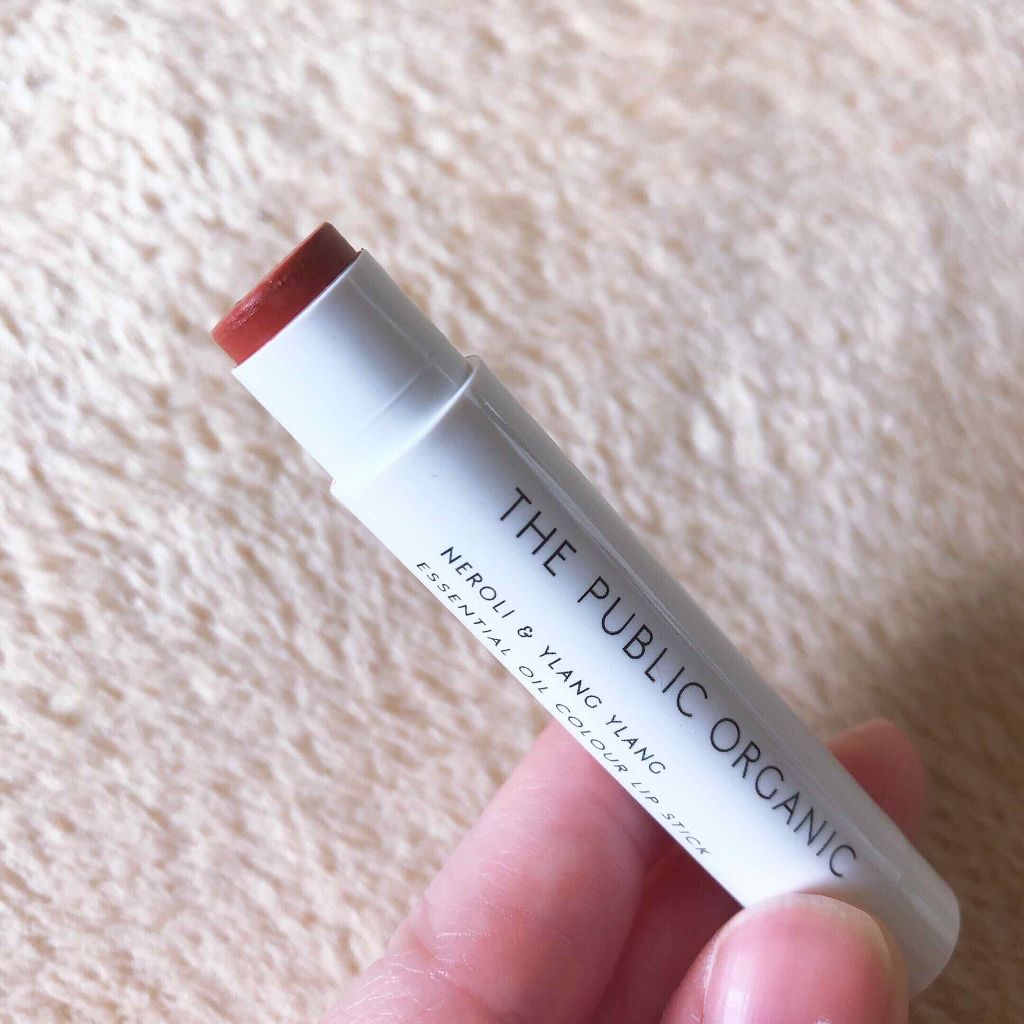 THE PUBLIC ORGANIC
NEROLI & YLANG YLANG
ESSENTIAL OIL COLOUR LIP STICK